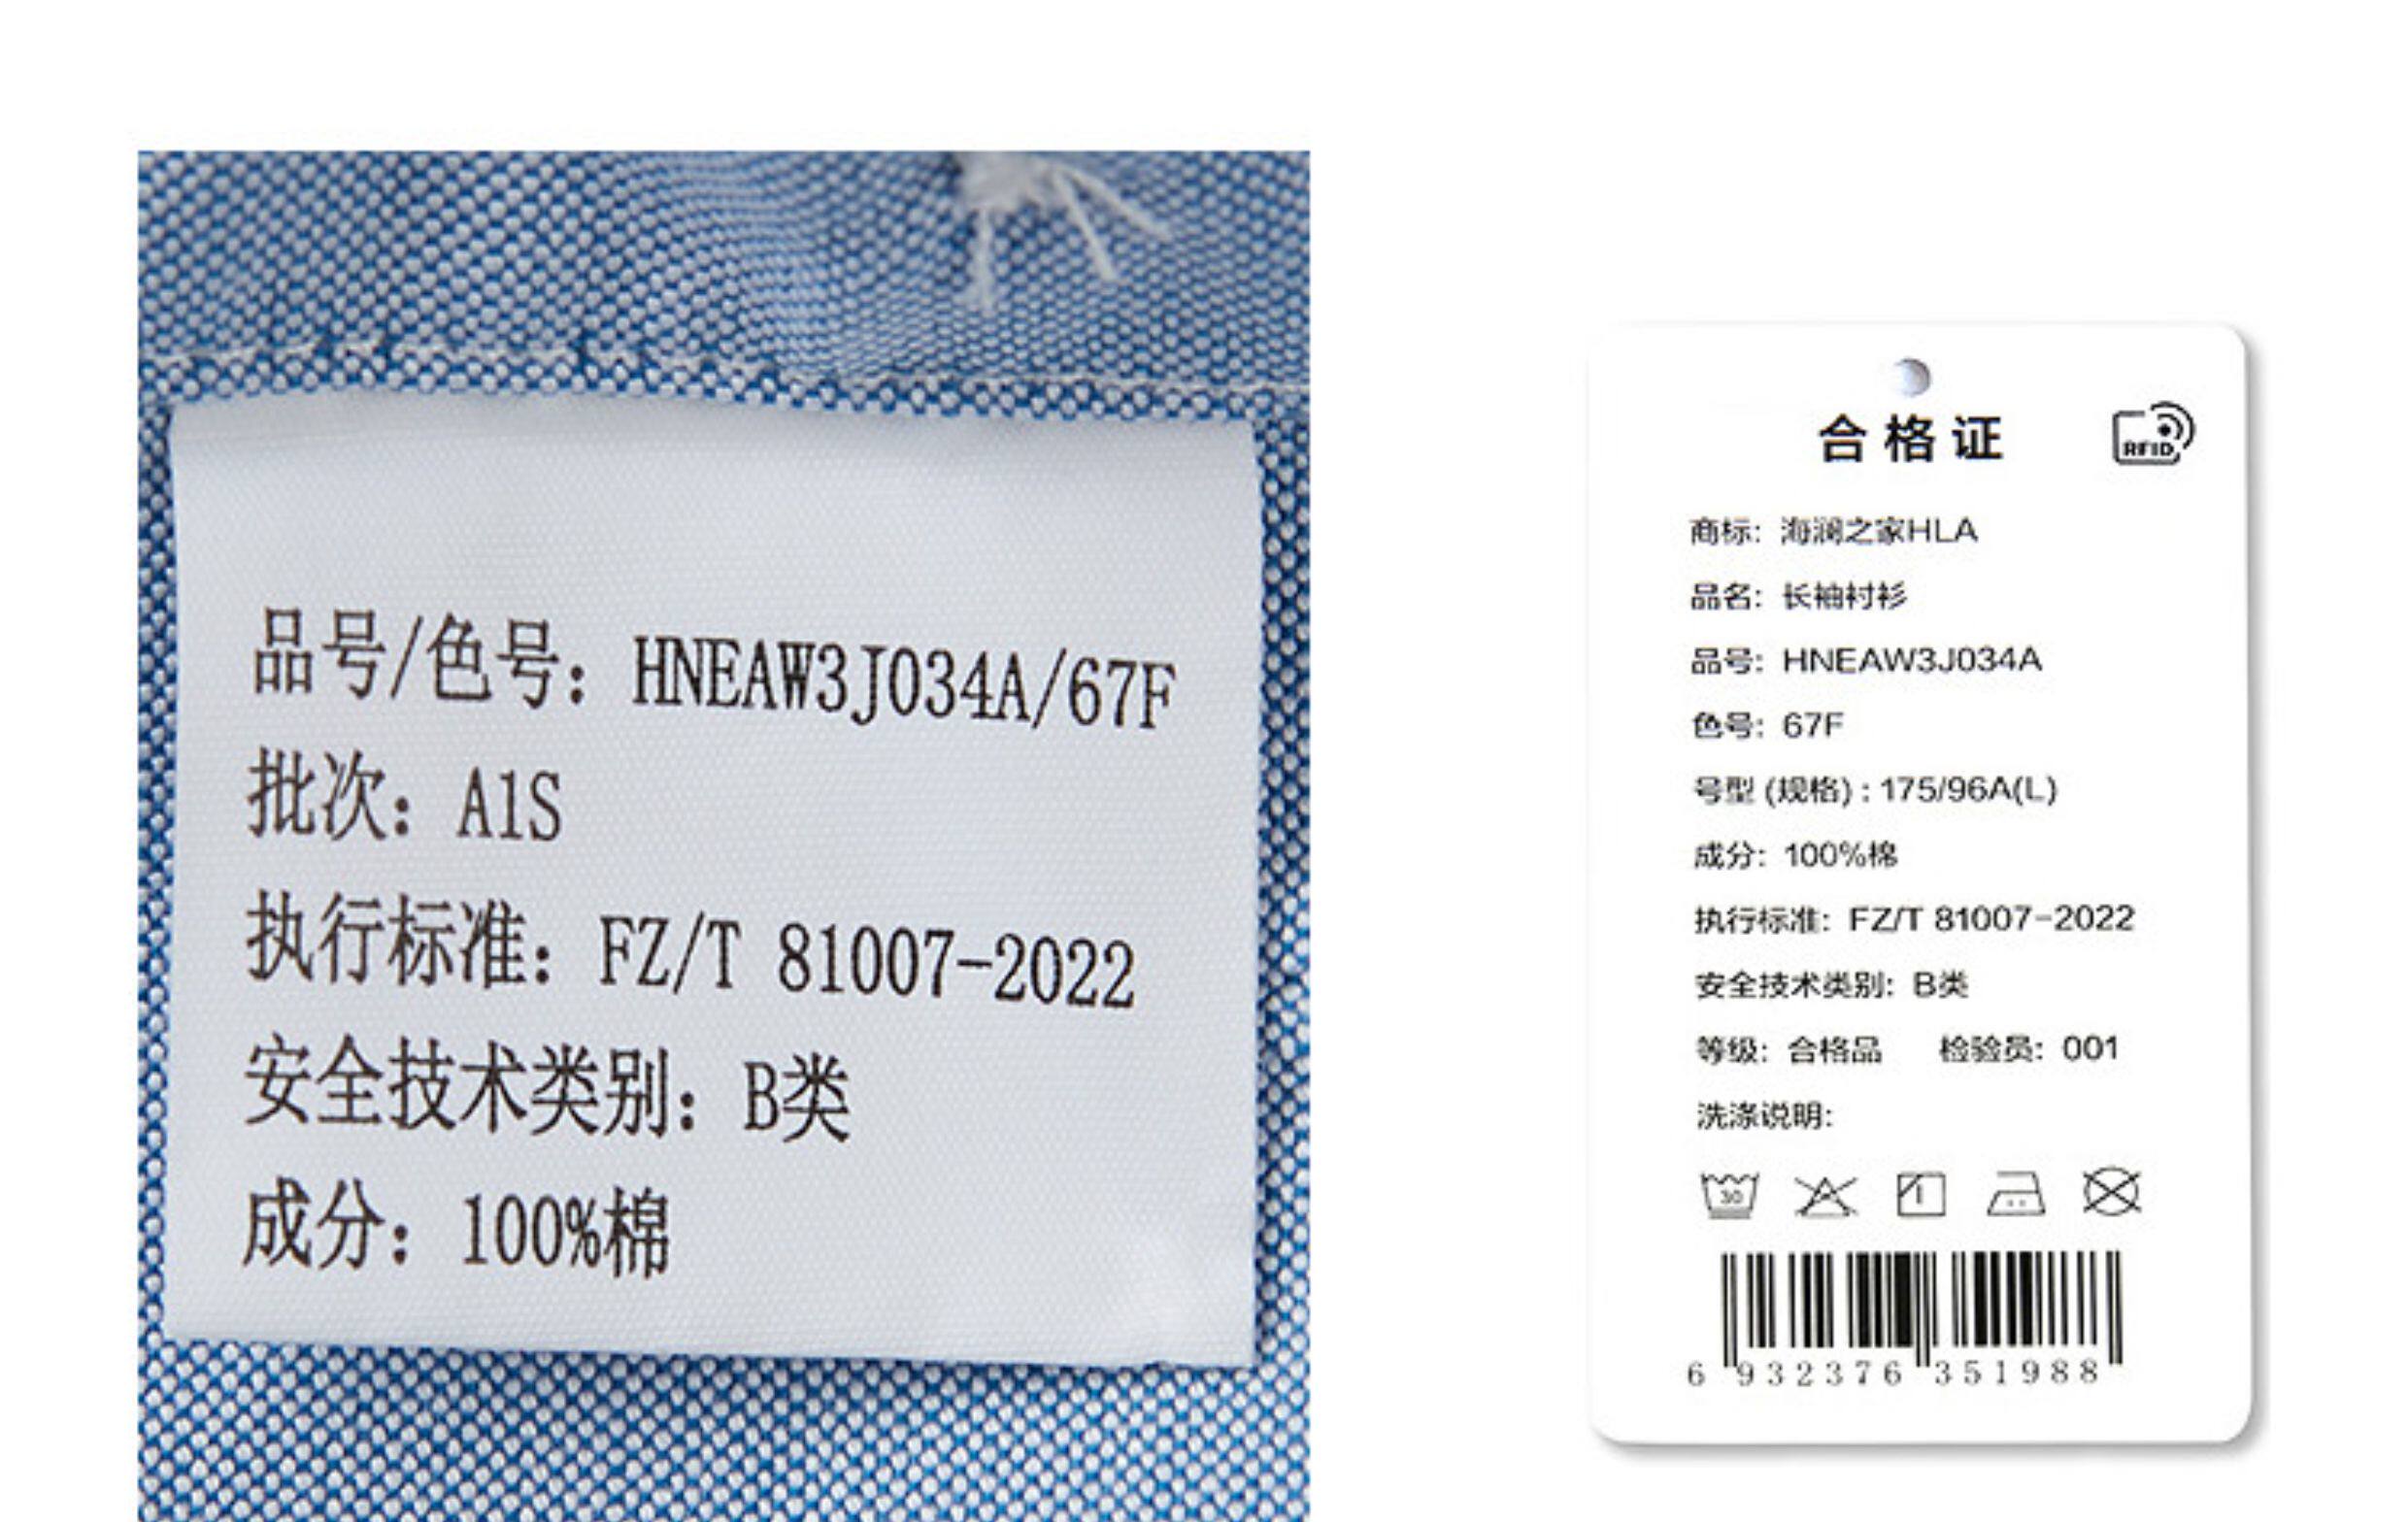 品号/色号：HNEAW3J034A/67F
批次：A1S
执行标准：FZ/T 81007-2022
安全技术类别：B类
成分：100%棉
合格证
RFID
商标：海澜之家HLA
品名：长袖衬衫
品号：HNEAW3J034A
色号：67F
号型 (规格)：175/96A(L)
成分：100%棉
执行标准：FZ/T 81007-2022
安全技术类别：B类
等级：合格品 检验员：001
洗涤说明：
30
6 932376 351988